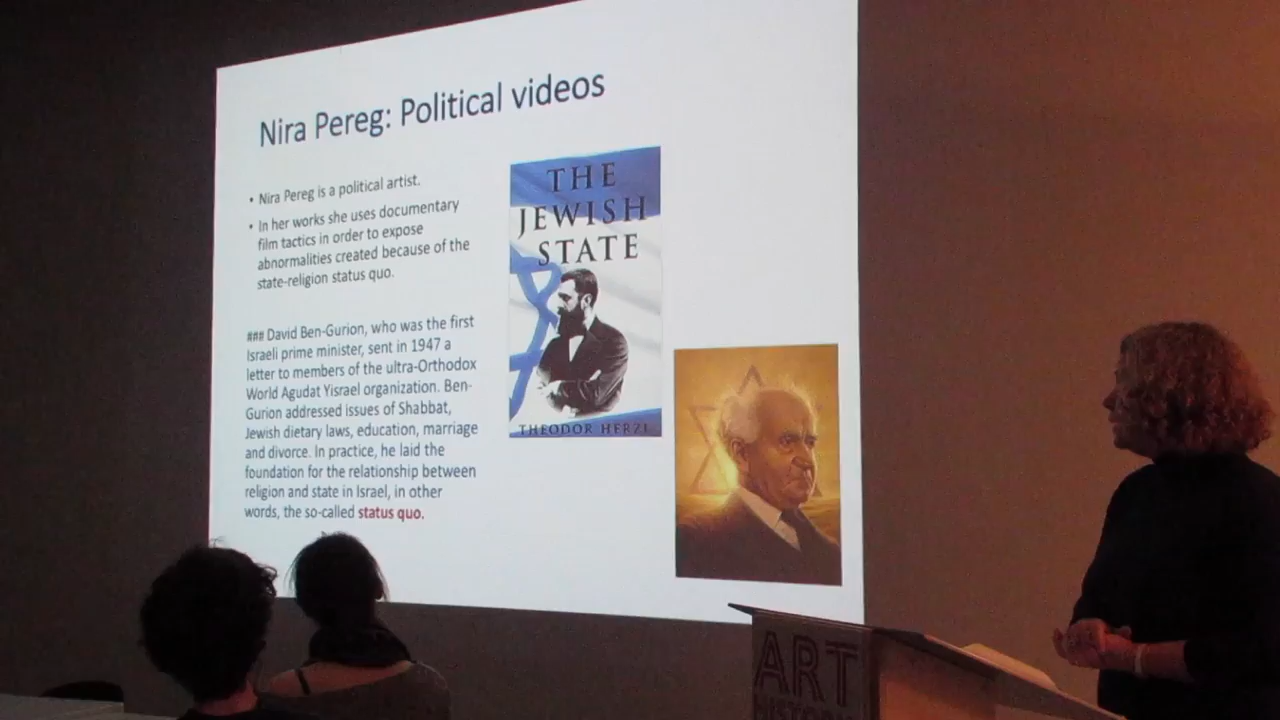 Nira Pereg: Political videos
• Nira Pereg is a political artist.
• In her works she uses documentary
film tactics in order to expose
abnormalities created because of the
state-religion status quo.
### David Ben-Gurion, who was the first
Israeli prime minister, sent in 1947 a
letter to members of the ultra-Orthodox
World Agudat Yisrael organization. Ben-
Gurion addressed issues of Shabbat,
Jewish dietary laws, education, marriage
and divorce. In practice, he laid the
foundation for the relationship between
religion and state in Israel, in other
words, the so-called status quo.
THE
JEWISH
STATE
THEODOR HERZL
ART
HISTORY